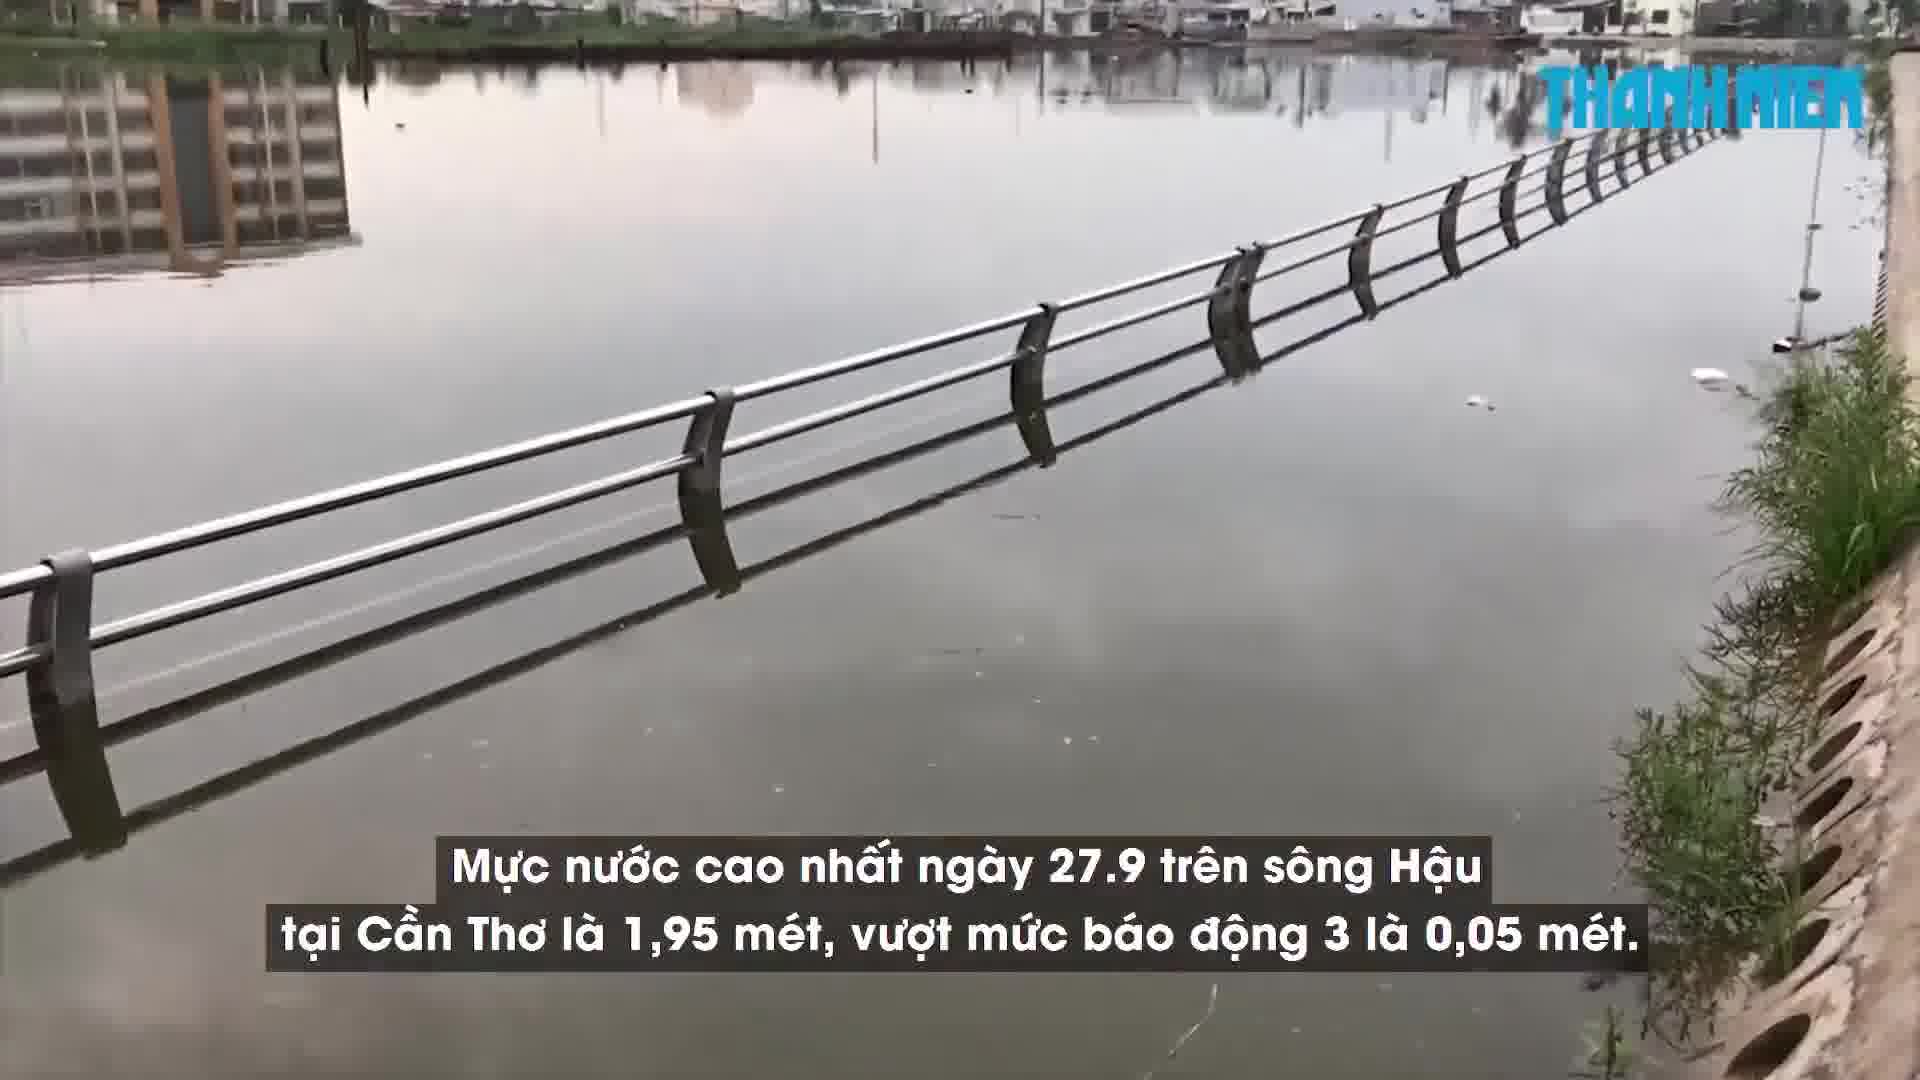 THANH NIÊN
Mực nước cao nhất ngày 27.9 trên sông Hậu
tại Cần Thơ là 1,95 mét, vượt mức báo động 3 là 0,05 mét.